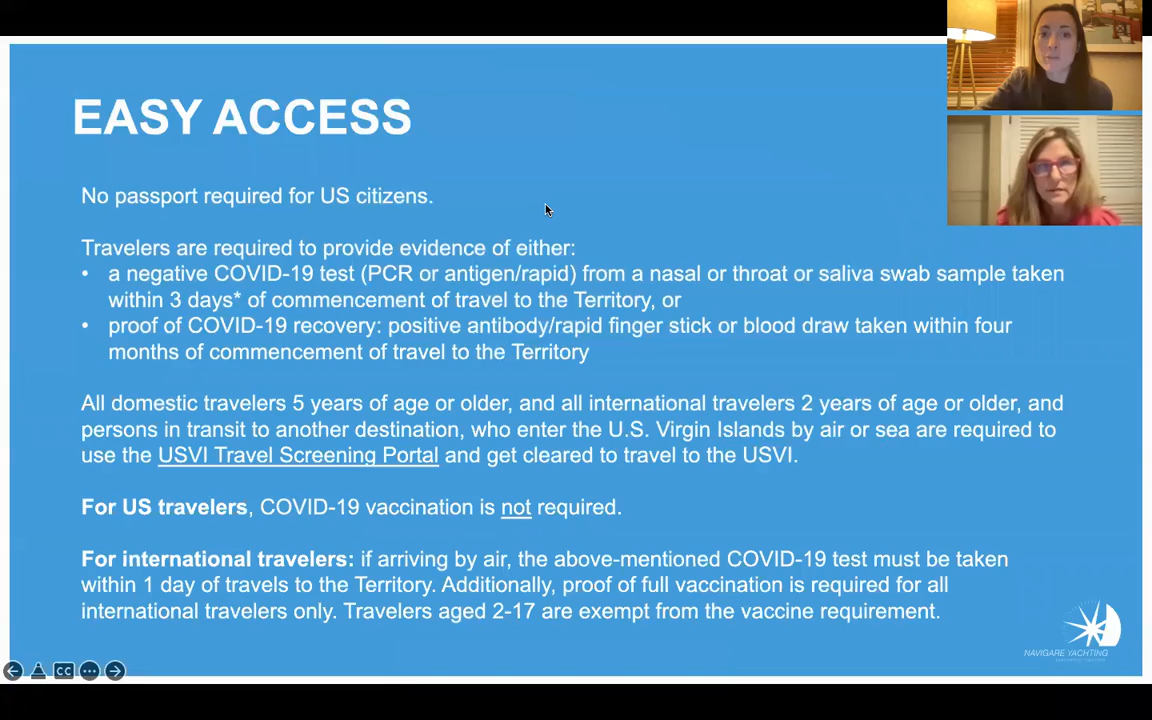 EASY ACCESS
No passport required for US citizens.
Travelers are required to provide evidence of either:
• a negative COVID-19 test (PCR or antigen/rapid) from a nasal or throat or saliva swab sample taken
within 3 days* of commencement of travel to the Territory, or
• proof of COVID-19 recovery: positive antibody/rapid finger stick or blood draw taken within four
months of commencement of travel to the Territory
All domestic travelers 5 years of age or older, and all international travelers 2 years of age or older, and
persons in transit to another destination, who enter the U.S. Virgin Islands by air or sea are required to
use the USVI Travel Screening Portal and get cleared to travel to the USVI.
For US travelers, COVID-19 vaccination is not required.
For international travelers: if arriving by air, the above-mentioned COVID-19 test must be taken
within 1 day of travels to the Territory. Additionally, proof of full vaccination is required for all
international travelers only. Travelers aged 2-17 are exempt from the vaccine requirement.
NAVIGARE YACHTING
CC